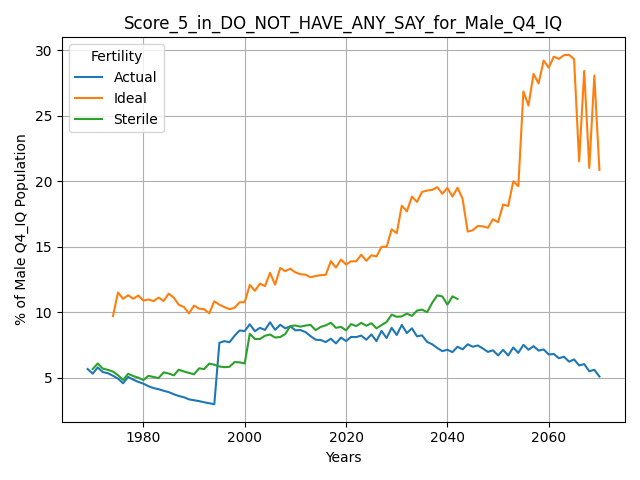 Score_5_in_DO_NOT_HAVE_ANY_SAY_for_Male_Q4_IQ
Fertility
Actual
Ideal
Sterile
% of Male Q4_IQ Population
30
25
20
15
10
5
1980 2000 2020 2040 2060
Years